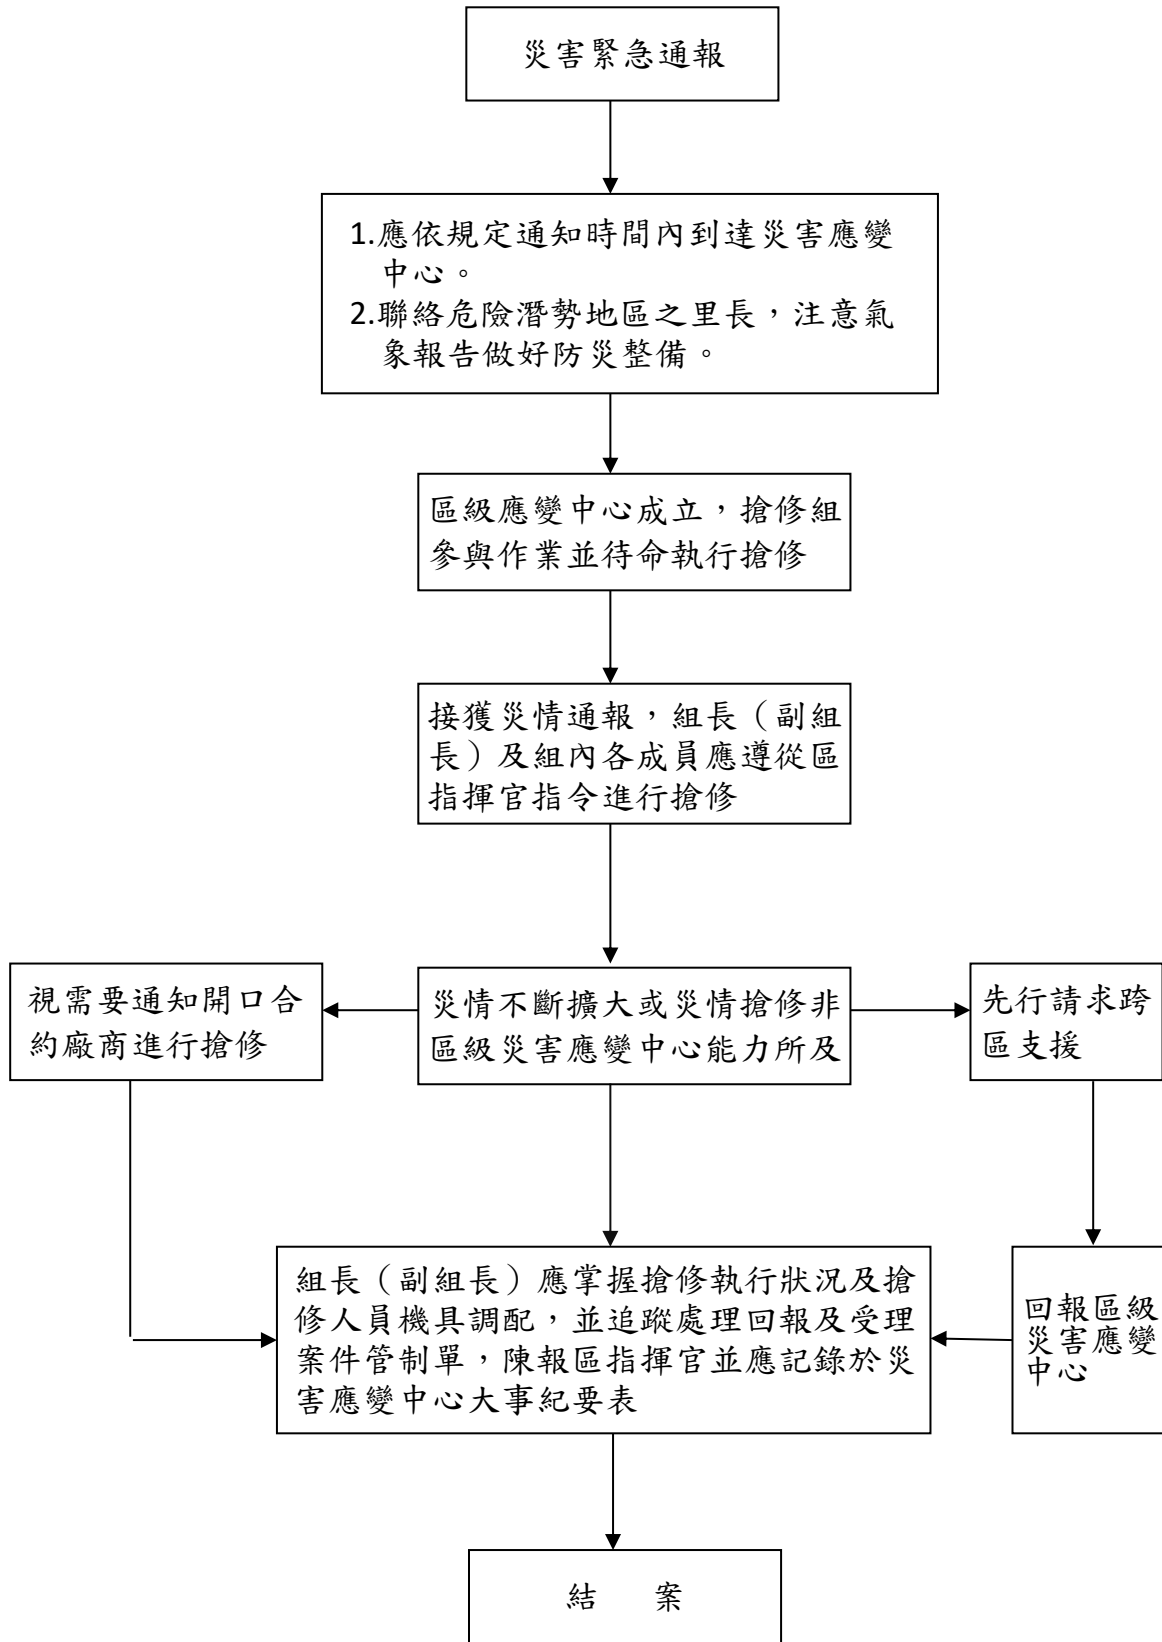 災害緊急通報
1.應依規定通知時間內到達災害應變
中心。
2.聯絡危險潛勢地區之里長，注意氣
象報告做好防災整備。
區級應變中心成立，搶修組
參與作業並待命執行搶修
接獲災情通報，組長（副組
長）及組內各成員應遵從區
指揮官指令進行搶修
視需要通知開口合
約廠商進行搶修
災情不斷擴大或災情搶修非
區級災害應變中心能力所及
先行請求跨
區支援
組長（副組長）應掌握搶修執行狀況及搶
修人員機具調配，並追蹤處理回報及受理
案件管制單，陳報區指揮官並應記錄於災
害應變中心大事紀要表
回報區級
災害應變
中心
結　案